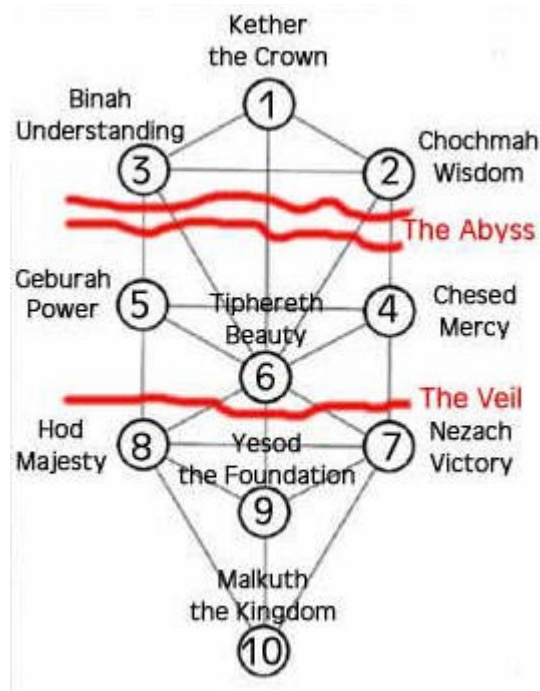 Kether
the Crown
1
Binah
Understanding
3
Chochmah
Wisdom
2
The Abyss
Geburah
Power
5
Tiphereth
Beauty
6
Chesed
Mercy
4
The Veil
Hod
Majesty
8
Yesod
the Foundation
9
Nezach
Victory
7
Malkuth
the Kingdom
10